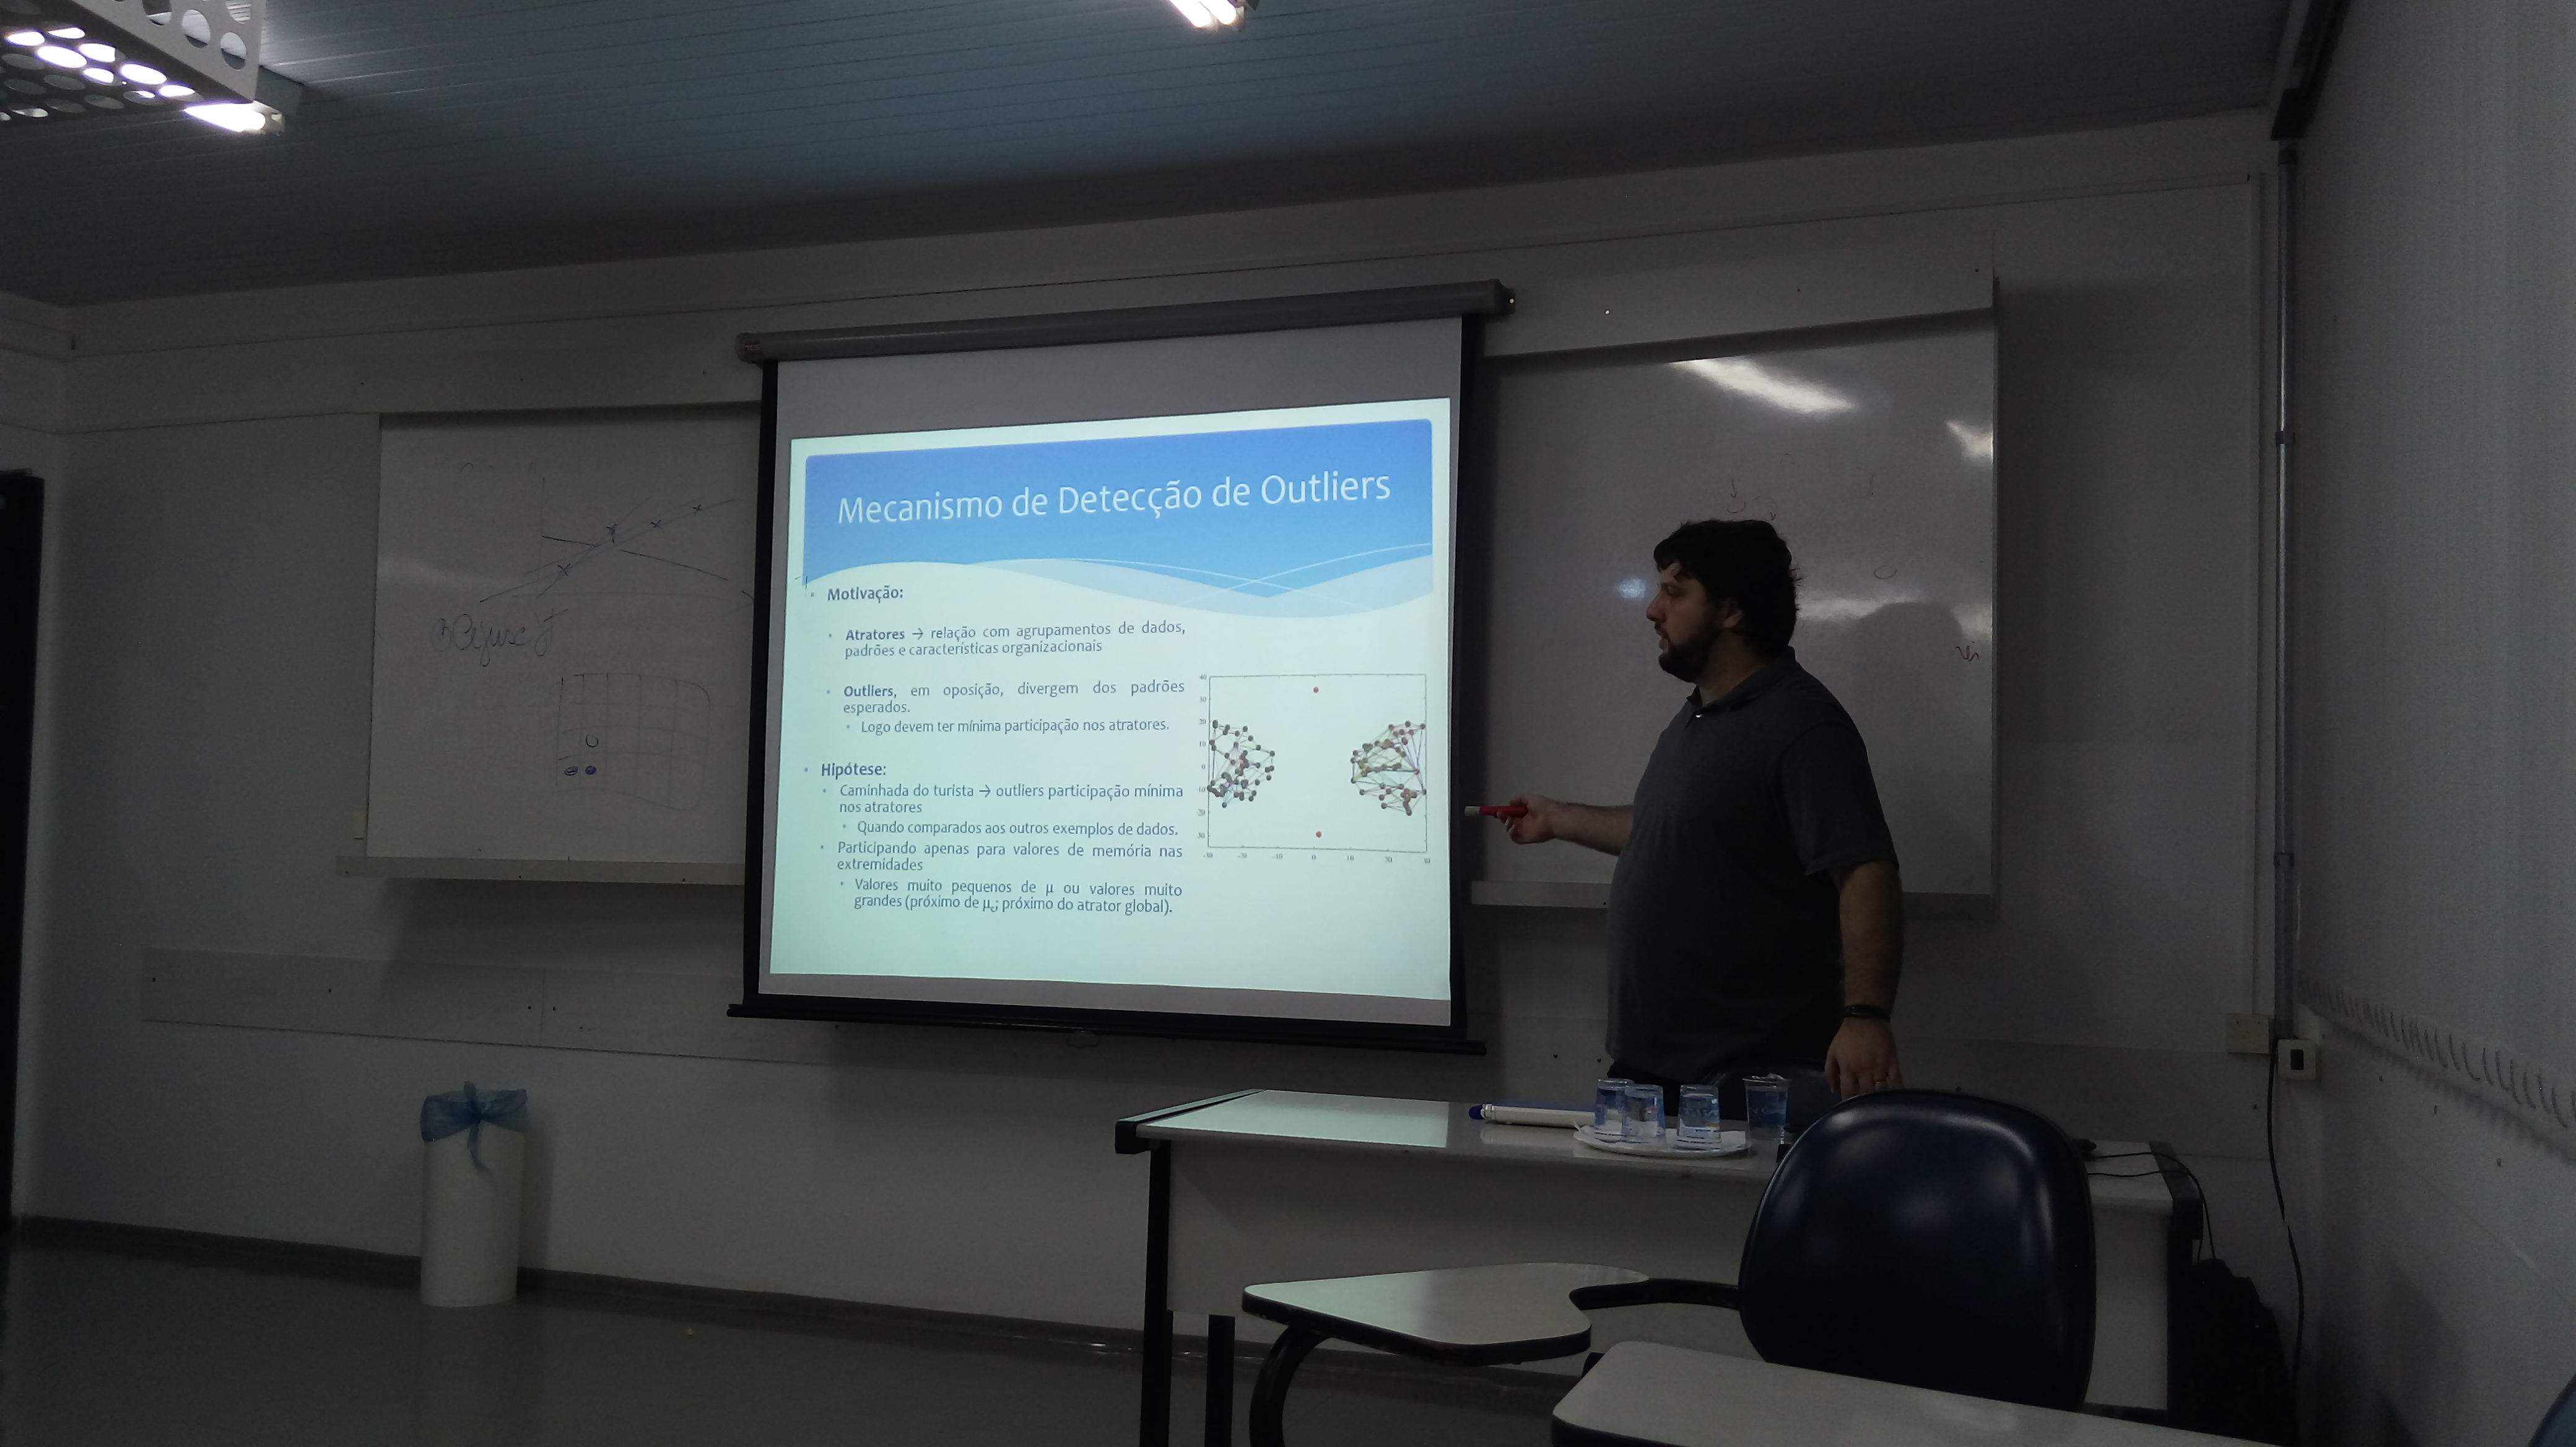 Mecanismo de Detecção de Outliers
Motivação:
Atratores → relação com agrupamentos de dados,
padrões e características organizacionais
Outliers, em oposição, divergem dos padrões
esperados.
Logo devem ter mínima participação nos atratores.
Hipótese:
Caminhada do turista → outliers participação mínima
nos atratores
Quando comparados aos outros exemplos de dados.
Participando apenas para valores de memória nas
extremidades
Valores muito pequenos de μ ou valores muito
grandes (próximo de μc; próximo do atrator global).